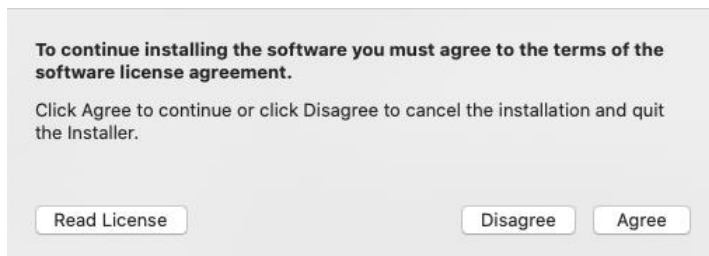 To continue installing the software you must agree to the terms of the
software license agreement.
Click Agree to continue or click Disagree to cancel the installation and quit
the Installer.
Read License
Disagree
Agree